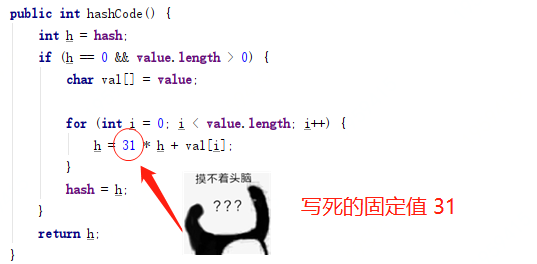 public int hashCode() {
int h = hash;
if (h == 0 && value.length > 0) {
char val[] = value;
for (int i = 0; i < value.length; i++) {
h = 31 * h + val[i];
}
hash = h;
}
return h;
}
摸不着头脑
???
写死的固定值 31